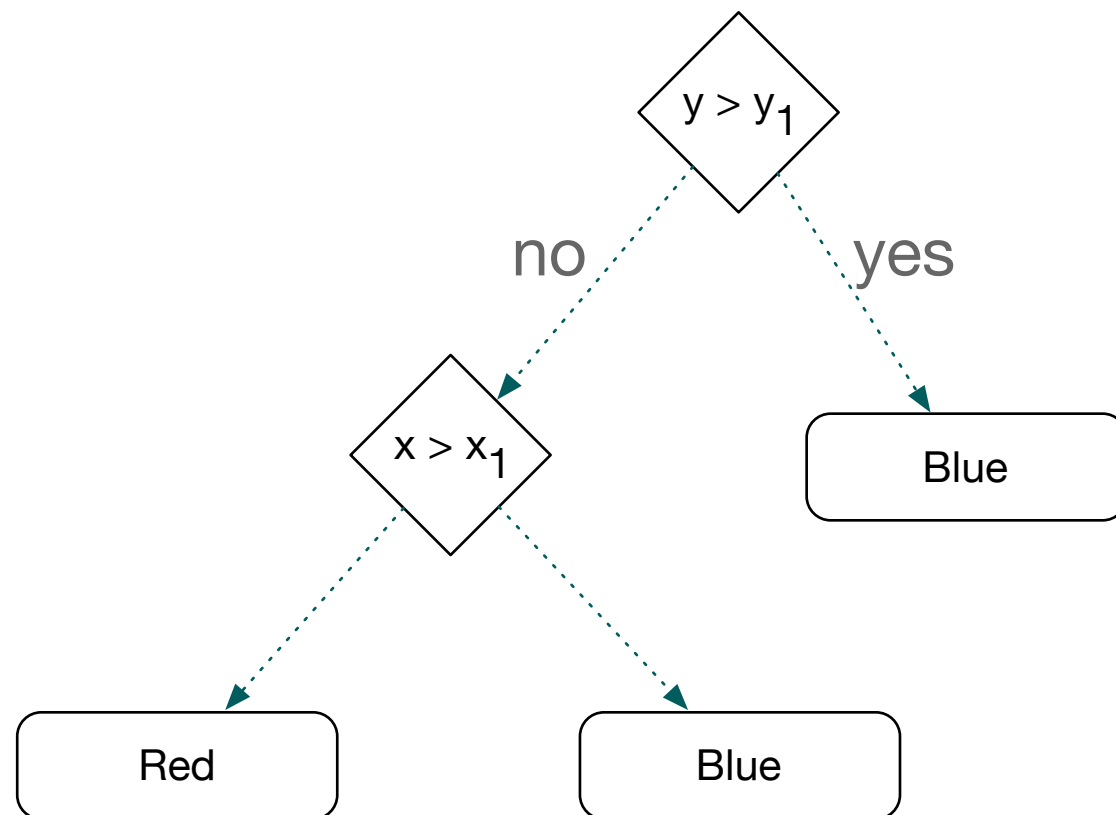 y > y₁
no
yes
x > x₁
Blue
Red
Blue